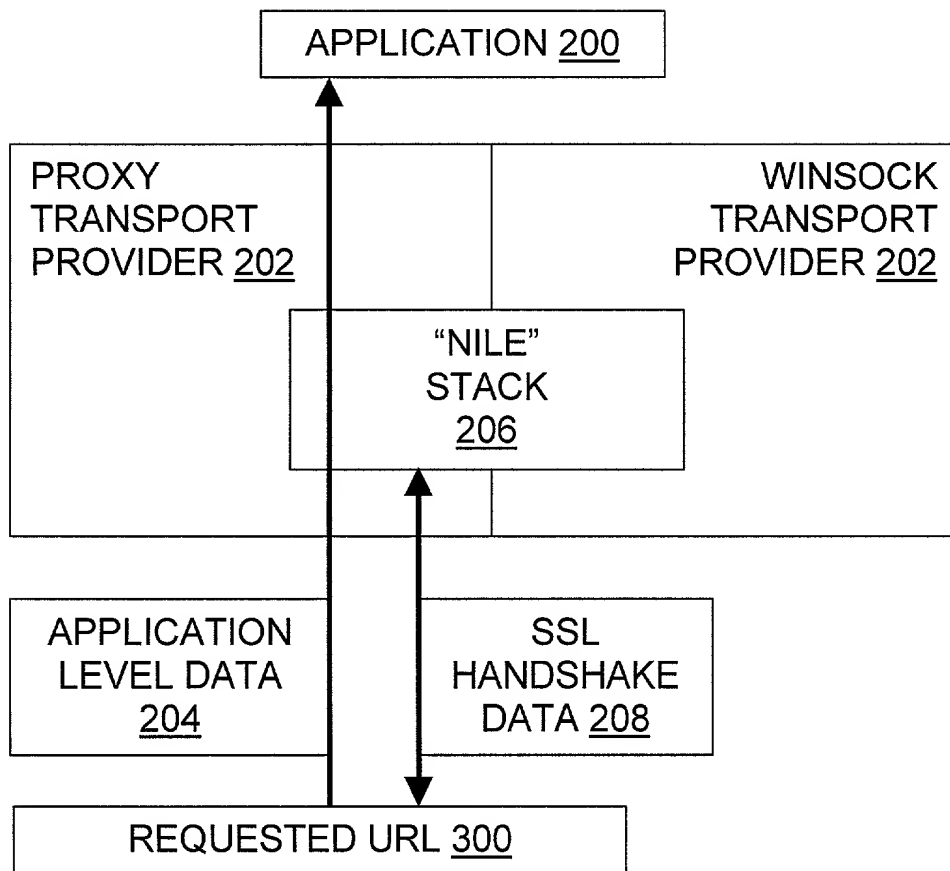 APPLICATION 200
PROXY
TRANSPORT
PROVIDER 202
WINSOCK
TRANSPORT
PROVIDER 202
“NILE”
STACK
206
APPLICATION
LEVEL DATA
204
SSL
HANDSHAKE
DATA 208
REQUESTED URL 300